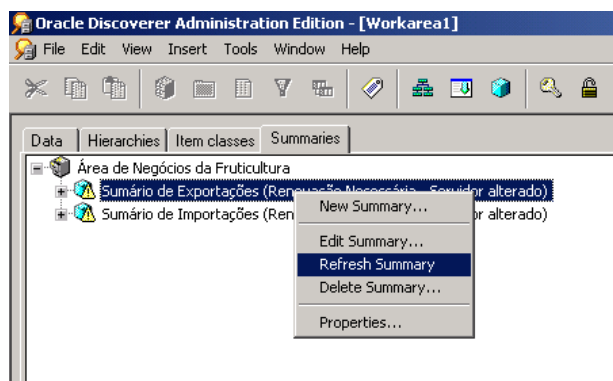 Oracle Discoverer Administration Edition - [Workarea1]
File Edit View Insert Tools Window Help
Data Hierarchies Item classes Summaries
Área de Negócios da Fruticultura
Sumário de Exportações (Renovação Necessária - Servidor alterado)
Sumário de Importações (Ren or alterado)
New Summary...
Edit Summary...
Refresh Summary
Delete Summary...
Properties...